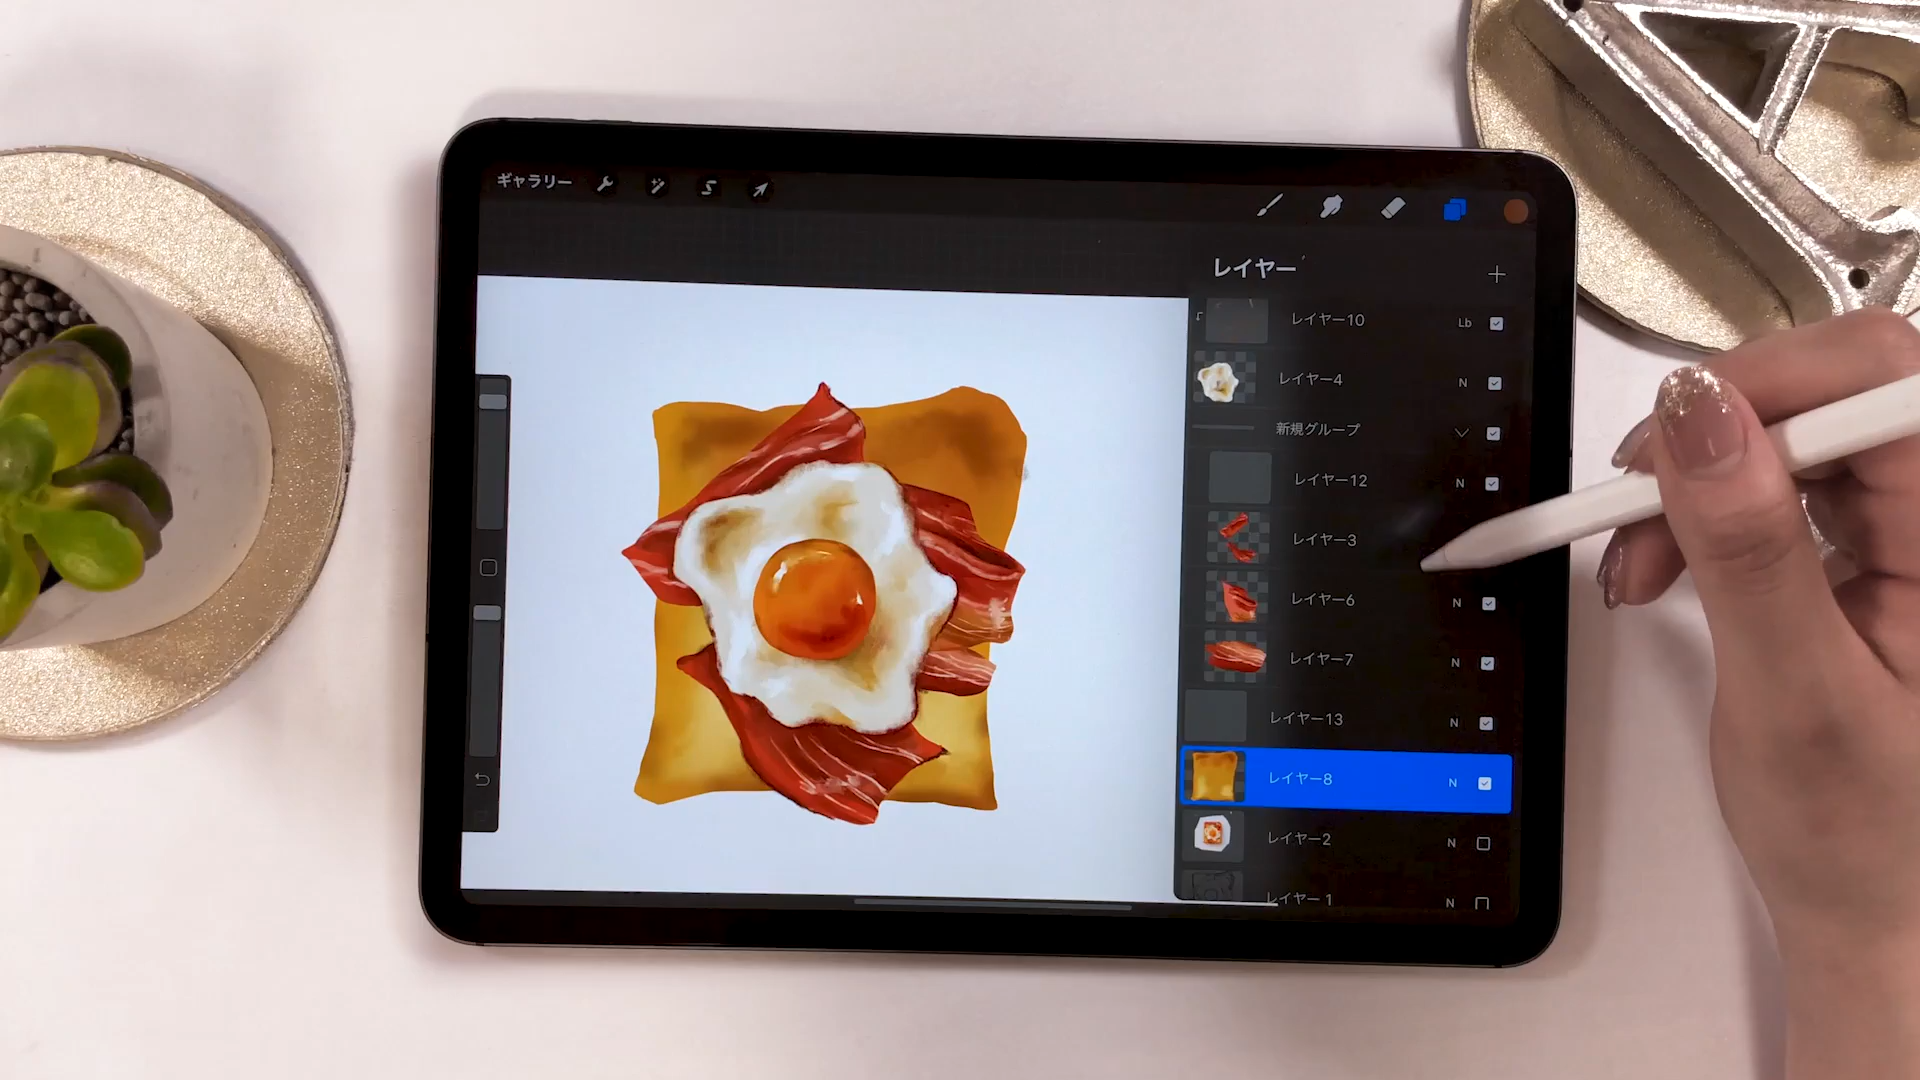 ギャラリー
レイヤー
レイヤー10 Lb
レイヤー4 N
新規グループ
レイヤー12 N
レイヤー3
レイヤー6 N
レイヤー7 N
レイヤー13 N
レイヤー8 N
レイヤー2 N
レイヤー 1 N